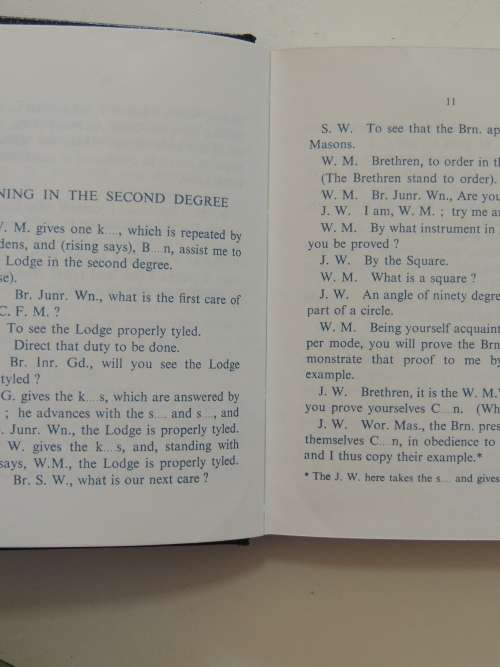 NING IN THE SECOND DEGREE
W. M. gives one k...., which is repeated by
dens, and (rising says), B...n, assist me to
Lodge in the second degree.
se).
Br. Junr. Wn., what is the first care of
C. F. M. ?
To see the Lodge properly tyled.
Direct that duty to be done.
Br. Inr. Gd., will you see the Lodge
tyled ?
G. gives the k....s, which are answered by
; he advances with the s.... and s..., and
. Junr. Wn., the Lodge is properly tyled.
W. gives the k....s, and, standing with
says, W.M., the Lodge is properly tyled.
Br. S. W., what is our next care ?
11
S. W. To see that the Brn. ap
Masons.
W. M. Brethren, to order in th
(The Brethren stand to order).
W. M. Br. Junr. Wn., Are you
J. W. I am, W. M. ; try me an
W. M. By what instrument in
you be proved ?
J. W. By the Square.
W. M. What is a square ?
J. W. An angle of ninety degre
part of a circle.
W. M. Being yourself acquaint
per mode, you will prove the Brn
monstrate that proof to me by
example.
J. W. Brethren, it is the W. M.'
you prove yourselves C...n. (Wh
J. W. Wor. Mas., the Brn. pres
themselves C...n, in obedience to
and I thus copy their example.*
* The J. W. here takes the s.... and gives